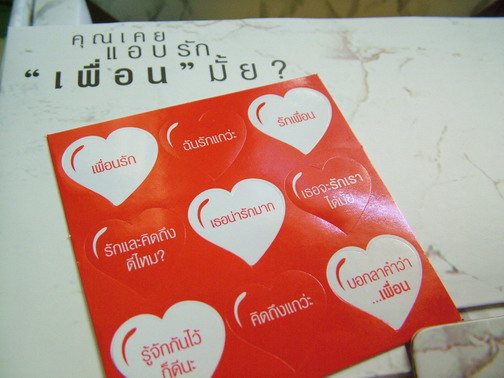 คุณเคย
แอบรัก
"เพื่อน" มั้ย?
เพื่อนรัก
ฉันรักแกว่ะ
รักเพื่อน
รักและคิดถึง
ดีไหม?
เธอน่ารักมาก
เธอจะรักเรา
ได้มั้ย
รู้จักกันไว้
ก็ดีนะ
คิดถึงแกว่ะ
บอกลาคำว่า
...เพื่อน